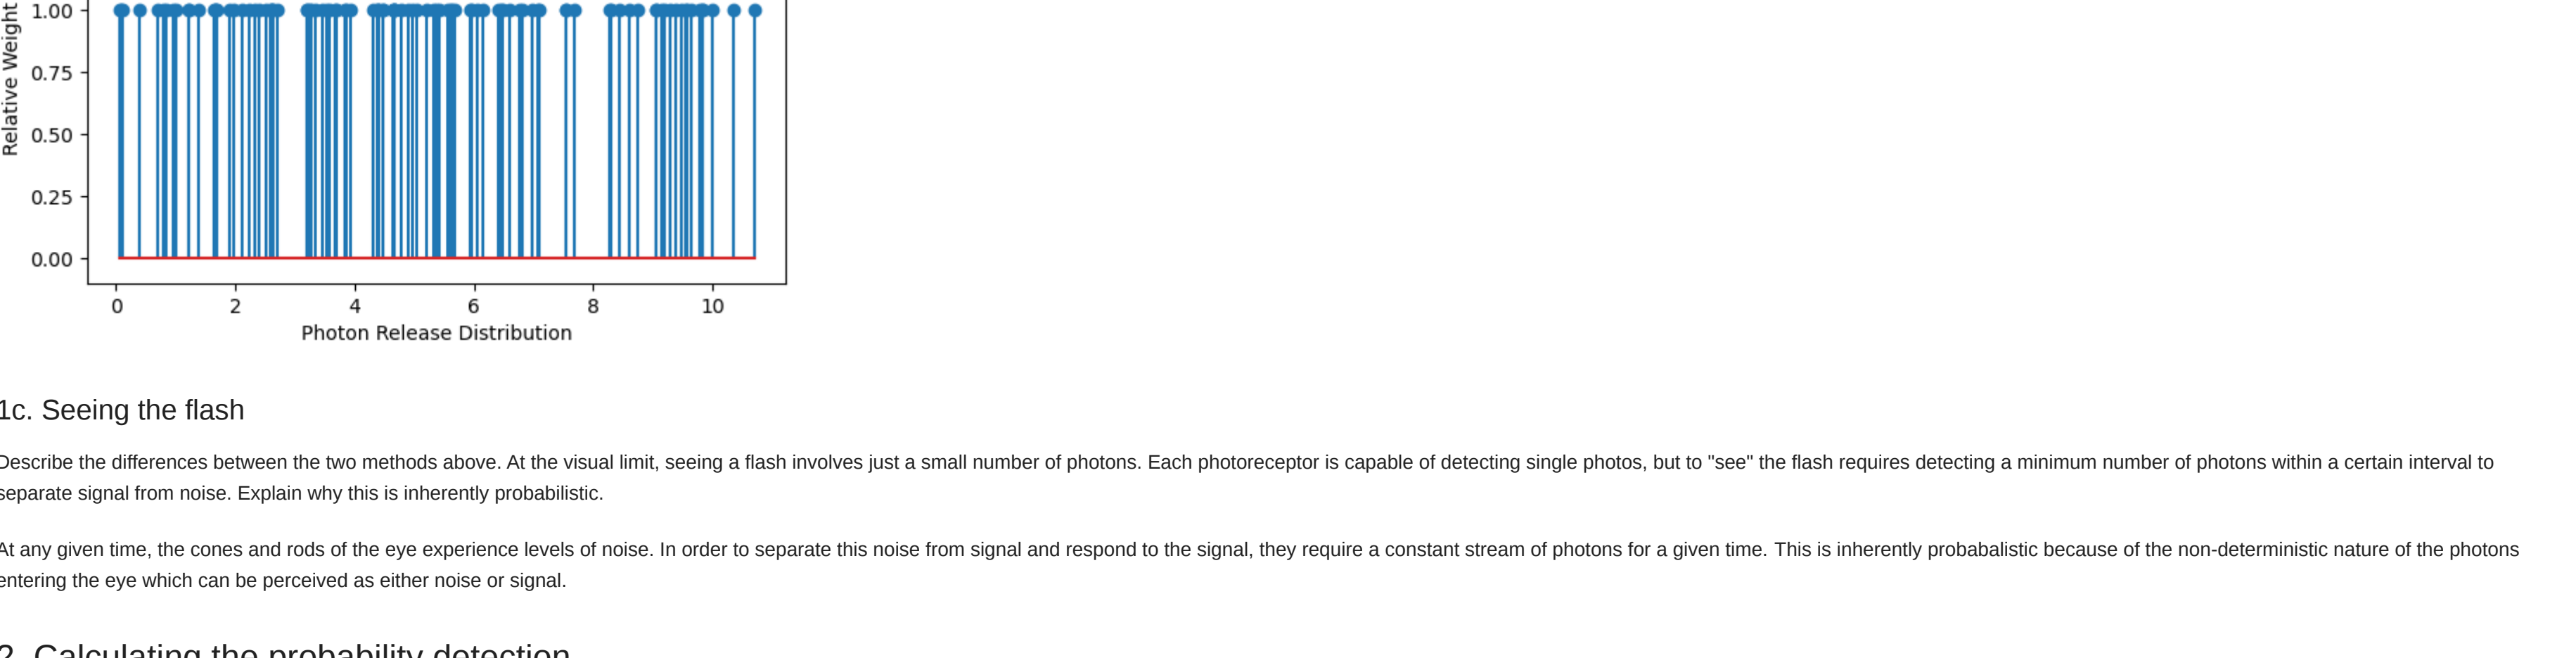 1.00
0.75
0.50
0.25
0.00
Relative Weight
0 2 4 6 8 10
Photon Release Distribution
1c. Seeing the flash
Describe the differences between the two methods above. At the visual limit, seeing a flash involves just a small number of photons. Each photoreceptor is capable of detecting single photos, but to "see" the flash requires detecting a minimum number of photons within a certain interval to
separate signal from noise. Explain why this is inherently probabilistic.
At any given time, the cones and rods of the eye experience levels of noise. In order to separate this noise from signal and respond to the signal, they require a constant stream of photons for a given time. This is inherently probabalistic because of the non-deterministic nature of the photons
entering the eye which can be perceived as either noise or signal.
2. Calculating the probability detection